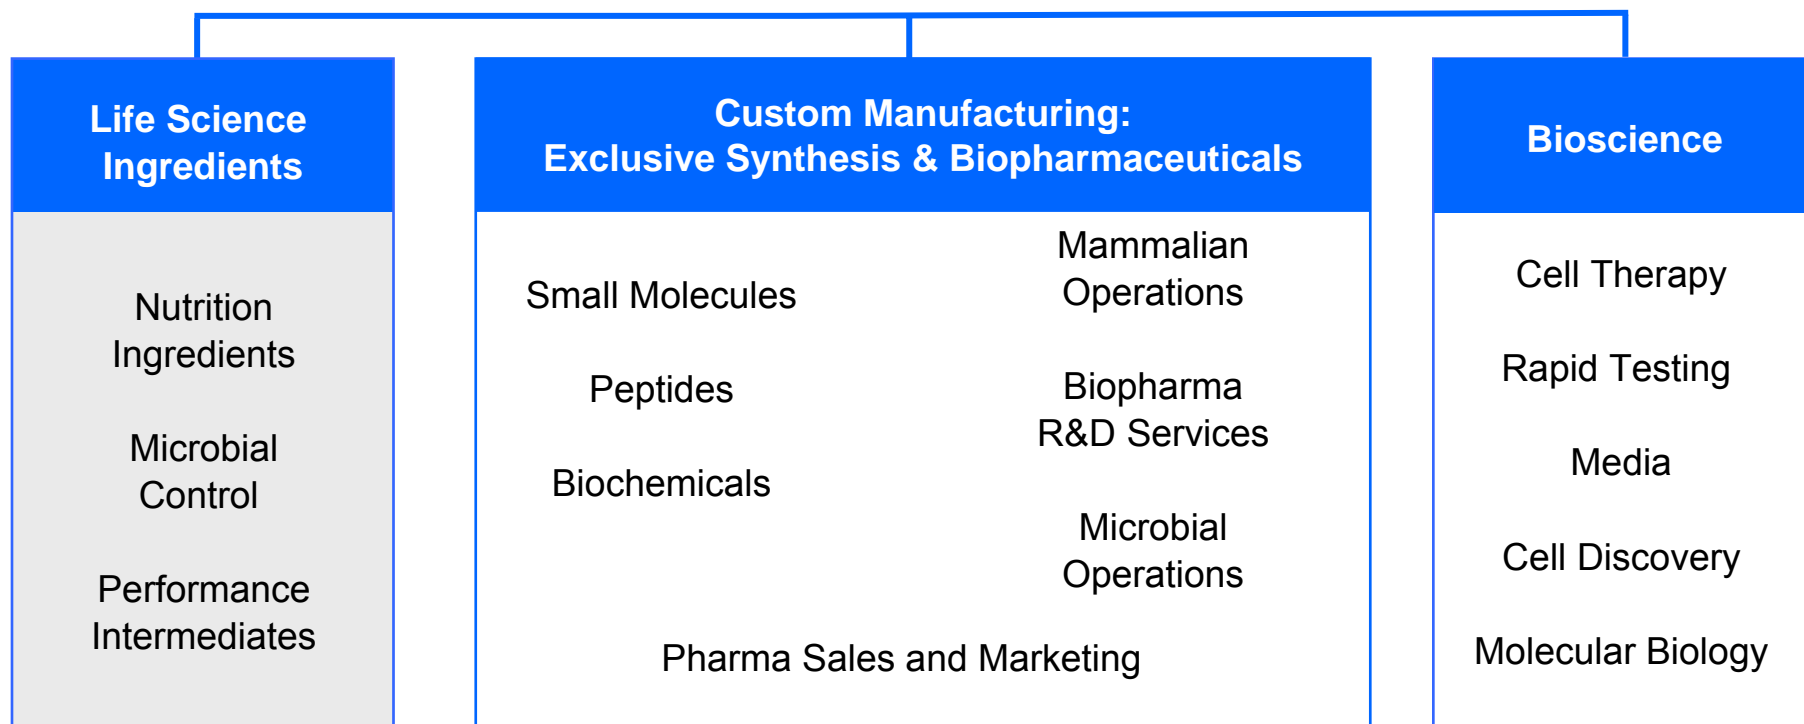 Life Science
Ingredients
Nutrition
Ingredients
Microbial
Control
Performance
Intermediates
Custom Manufacturing:
Exclusive Synthesis & Biopharmaceuticals
Small Molecules
Peptides
Biochemicals
Mammalian
Operations
Biopharma
R&D Services
Microbial
Operations
Pharma Sales and Marketing
Bioscience
Cell Therapy
Rapid Testing
Media
Cell Discovery
Molecular Biology